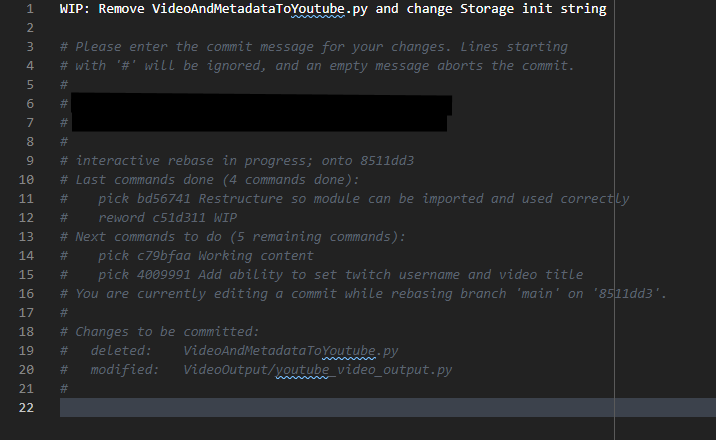 1 WIP: Remove VideoAndMetadataToYoutube.py and change Storage init string
2
3 # Please enter the commit message for your changes. Lines starting
4 # with '#' will be ignored, and an empty message aborts the commit.
5 #
6 #
7 #
8 #
9 # interactive rebase in progress; onto 8511dd3
10 # Last commands done (4 commands done):
11 #    pick bd56741 Restructure so module can be imported and used correctly
12 #    reword c51d311 WIP
13 # Next commands to do (5 remaining commands):
14 #    pick c79bfaa Working content
15 #    pick 4009991 Add ability to set twitch username and video title
16 # You are currently editing a commit while rebasing branch 'main' on '8511dd3'.
17 #
18 # Changes to be committed:
19 #   deleted:    VideoAndMetadataToYoutube.py
20 #   modified:   VideoOutput/youtube_video_output.py
21 #
22